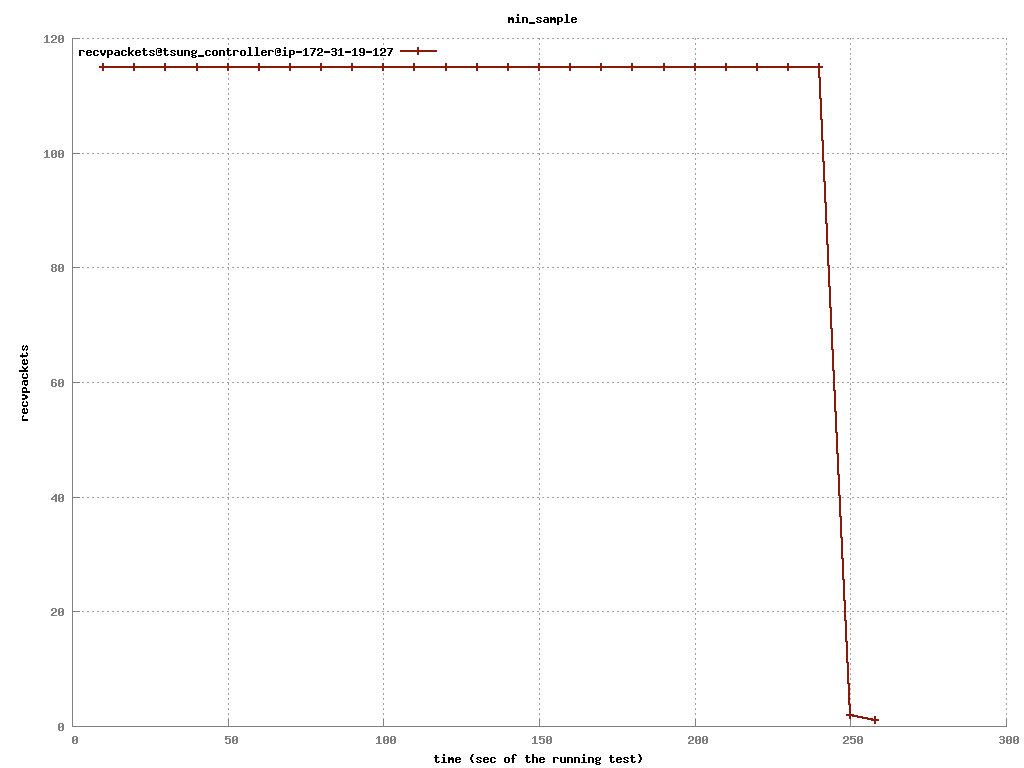 min_sample
recvpackets@tsung_controller@ip-172-31-19-127
120
100
80
60
40
20
0
recvpackets
0 50 100 150 200 250 300
time (sec of the running test)